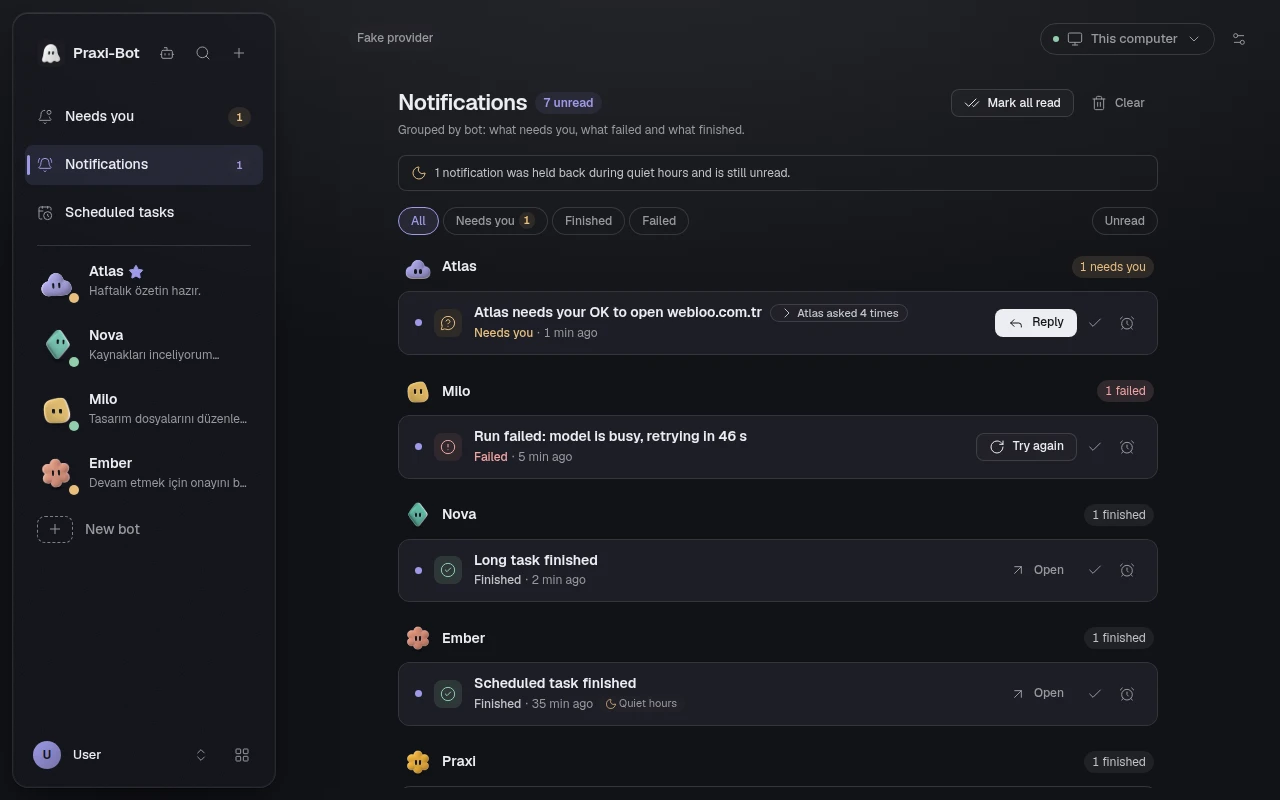 Praxi-Bot
Needs you 1
Notifications 1
Scheduled tasks
Atlas
Haftalık özetin hazır.
Nova
Kaynakları inceliyorum...
Milo
Tasarım dosyalarını düzenle...
Ember
Devam etmek için onayını b...
New bot
U User
Fake provider
This computer
Notifications 7 unread
Mark all read
Clear
Grouped by bot: what needs you, what failed and what finished.
1 notification was held back during quiet hours and is still unread.
All
Needs you 1
Finished
Failed
Unread
Atlas
1 needs you
Atlas needs your OK to open webloo.com.tr
Atlas asked 4 times
Needs you · 1 min ago
Reply
Milo
1 failed
Run failed: model is busy, retrying in 46 s
Failed · 5 min ago
Try again
Nova
1 finished
Long task finished
Finished · 2 min ago
Open
Ember
1 finished
Scheduled task finished
Finished · 35 min ago
Quiet hours
Open
Praxi
1 finished